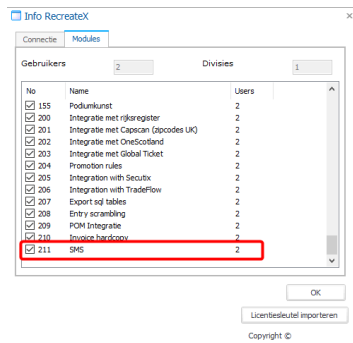 Info RecreateX
Connectie Modules
Gebruikers 2 Divisies 1
No Name Users
155 Podiumkunst 2
200 Integratie met rijksregister 2
201 Integratie met Capscan (zipcodes UK) 2
202 Integratie met OneScotland 2
203 Integratie met Global Ticket 2
204 Promotion rules 2
205 Integration with Secutix 2
206 Integration with TradeFlow 2
207 Export sql tables 2
208 Entry scrambling 2
209 POM Integratie 2
210 Invoice hardcopy 2
211 SMS 2
OK
Licentiesleutel importeren
Copyright ©